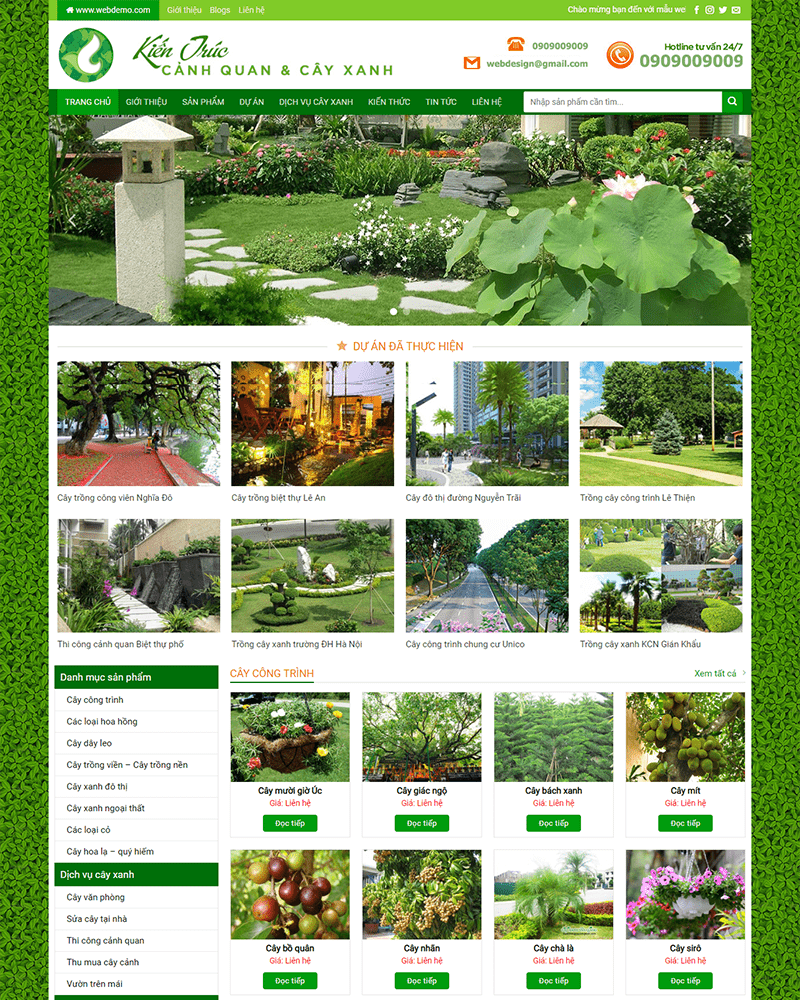 www.webdemo.com Giới thiệu Blogs Liên hệ Chào mừng bạn đến với mẫu we
Kiến Trúc
CẢNH QUAN & CÂY XANH
0909009009
webdesign@gmail.com
Hotline tư vấn 24/7
0909009009
TRANG CHỦ GIỚI THIỆU SẢN PHẨM DỰ ÁN DỊCH VỤ CÂY XANH KIẾN THỨC TIN TỨC LIÊN HỆ Nhập sản phẩm cần tìm...
DỰ ÁN ĐÃ THỰC HIỆN
Cây trồng công viên Nghĩa Đô Cây trồng biệt thự Lê An Cây đô thị đường Nguyễn Trãi Trồng cây công trình Lê Thiện
Thi công cảnh quan Biệt thự phố Trồng cây xanh trường ĐH Hà Nội Cây công trình chung cư Unico Trồng cây xanh KCN Gián Khẩu
Danh mục sản phẩm
Cây công trình
Các loại hoa hồng
Cây dây leo
Cây trồng viền – Cây trồng nền
Cây xanh đô thị
Cây xanh ngoại thất
Các loại cỏ
Cây hoa lạ – quý hiếm
Dịch vụ cây xanh
Cây văn phòng
Sửa cây tại nhà
Thi công cảnh quan
Thu mua cây cảnh
Vườn trên mái
CÂY CÔNG TRÌNH Xem tất cả
Cây mười giờ Úc Cây giác ngộ Cây bách xanh Cây mít
Giá: Liên hệ Giá: Liên hệ Giá: Liên hệ Giá: Liên hệ
Đọc tiếp Đọc tiếp Đọc tiếp Đọc tiếp
Cây bồ quân Cây nhãn Cây chà là Cây sirô
Giá: Liên hệ Giá: Liên hệ Giá: Liên hệ Giá: Liên hệ
Đọc tiếp Đọc tiếp Đọc tiếp Đọc tiếp